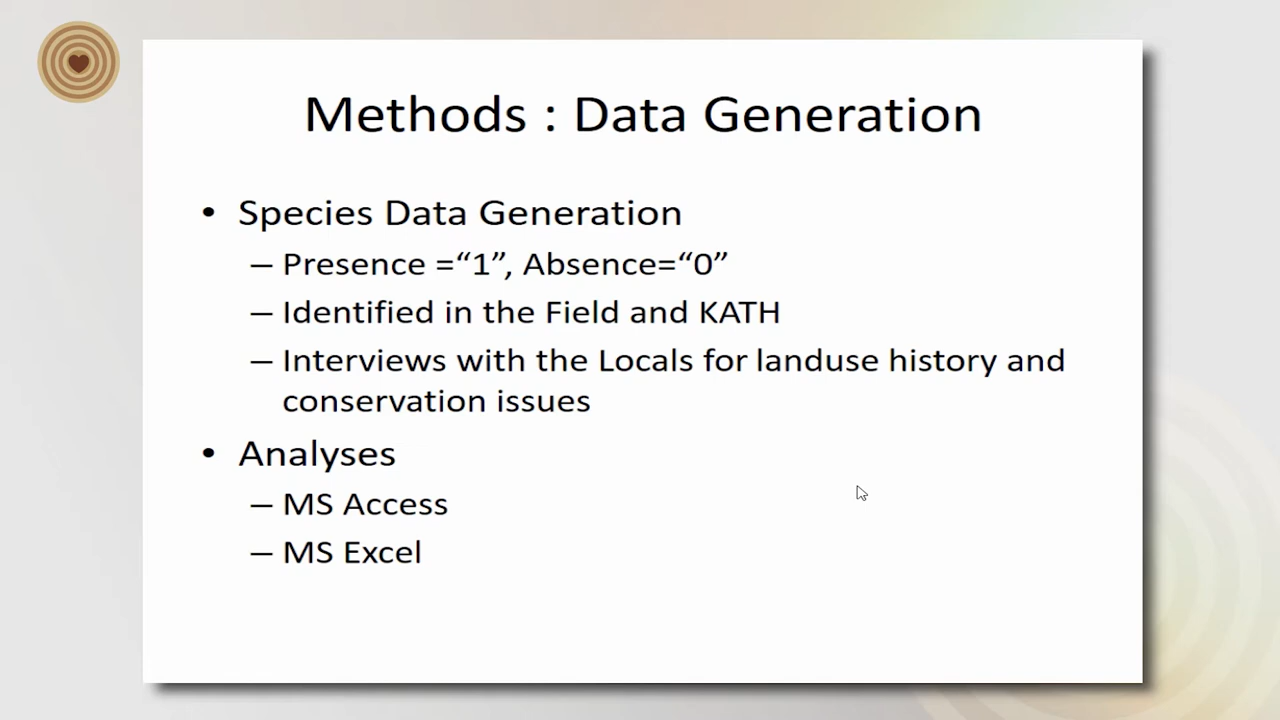 Methods : Data Generation
• Species Data Generation
– Presence =“1”, Absence=“0”
– Identified in the Field and KATH
– Interviews with the Locals for landuse history and
conservation issues
• Analyses
– MS Access
– MS Excel